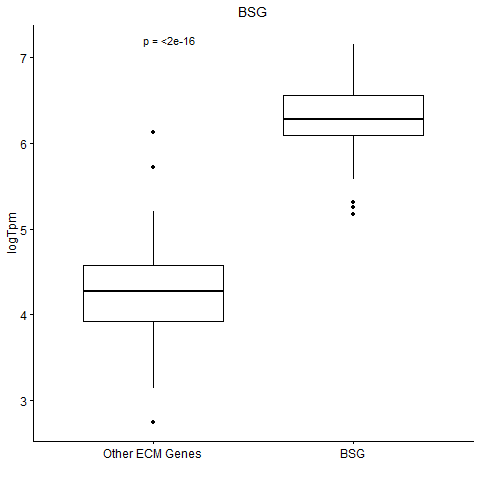 BSG
p = <2e-16
7
6
5
4
3
logTpm
Other ECM Genes
BSG